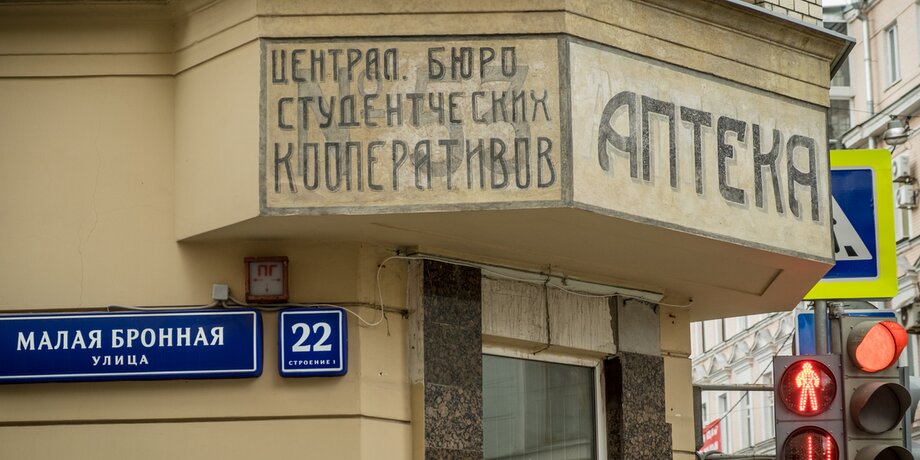 ЦЕНТРАЛ. БЮРО
СТУДЕНТЧЕСКИХ
КООПЕРАТИВОВ
АПТЕКА
ПГ
МАЛАЯ БРОННАЯ
УЛИЦА
22
СТРОЕНИЕ 1